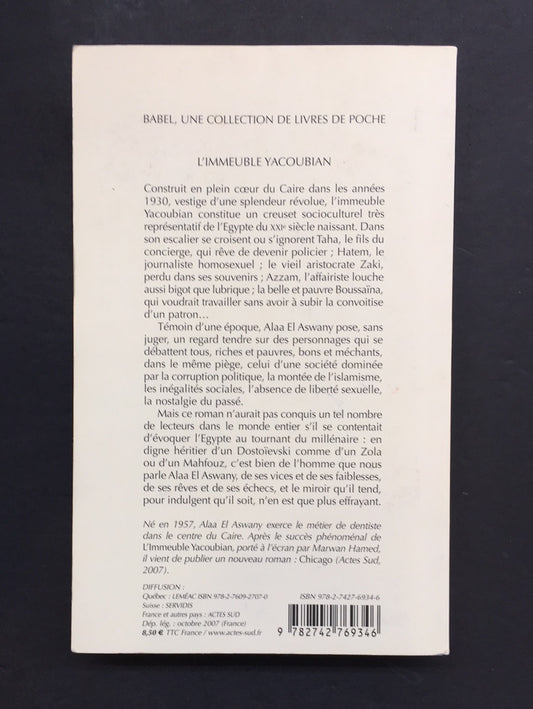 BABEL, UNE COLLECTION DE LIVRES DE POCHE
L'IMMEUBLE YACOUBIAN
Construit en plein cœur du Caire dans les années
1930, vestige d'une splendeur révolue, l'immeuble
Yacoubian constitue un creuset socioculturel très
représentatif de l'Egypte du XXIe siècle naissant. Dans
son escalier se croisent ou s'ignorent Taha, le fils du
concierge, qui rêve de devenir policier ; Hatem, le
journaliste homosexuel ; le vieil aristocrate Zaki,
perdu dans ses souvenirs ; Azzam, l'affairiste louche
aussi bigot que lubrique ; la belle et pauvre Boussaïna,
qui voudrait travailler sans avoir à subir la convoitise
d'un patron…
Témoin d'une époque, Alaa El Aswany pose, sans
juger, un regard tendre sur des personnages qui se
débattent tous, riches et pauvres, bons et méchants,
dans le même piège, celui d'une société dominée
par la corruption politique, la montée de l'islamisme,
les inégalités sociales, l'absence de liberté sexuelle,
la nostalgie du passé.
Mais ce roman n'aurait pas conquis un tel nombre
de lecteurs dans le monde entier s'il se contentait
d'évoquer l'Egypte au tournant du millénaire : en
digne héritier d'un Dostoïevski comme d'un Zola
ou d'un Mahfouz, c'est bien de l'homme que nous
parle Alaa El Aswany, de ses vices et de ses faiblesses,
de ses rêves et de ses échecs, et le miroir qu'il tend,
pour indulgent qu'il soit, n'en est que plus effrayant.
Né en 1957, Alaa El Aswany exerce le métier de dentiste
dans le centre du Caire. Après le succès phénoménal de
L'Immeuble Yacoubian, porté à l'écran par Marwan Hamed,
il vient de publier un nouveau roman : Chicago (Actes Sud,
2007).
DIFFUSION :
Québec : LEMÉAC ISBN 978-2-7609-2707-0
Suisse : SERVIDIS
France et autres pays : ACTES SUD
Dép. lég. : octobre 2007 (France)
8,50 € TTC France / www.actes-sud.fr
ISBN 978-2-7427-6934-6
9 782742 769346